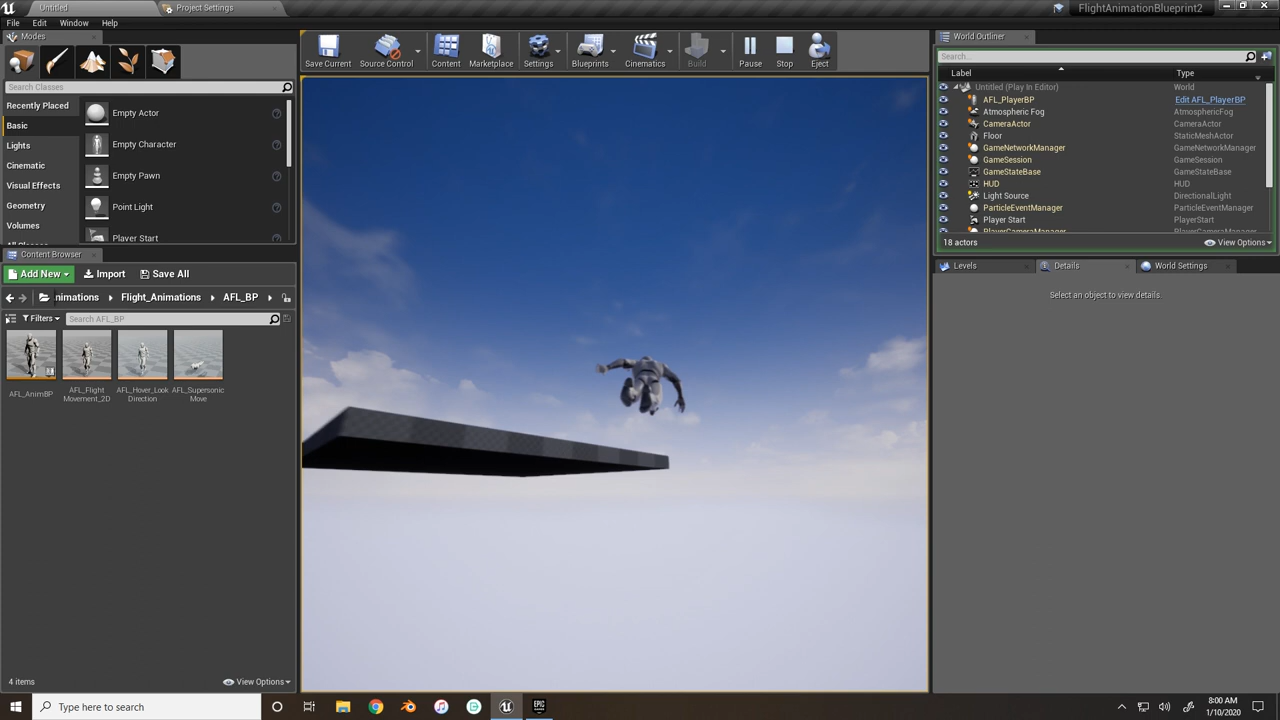 Untitled
Project Settings
FlightAnimationBlueprint2
File Edit Window Help
Modes
Search Classes
Recently Placed
Basic
Lights
Cinematic
Visual Effects
Geometry
Volumes
Empty Actor
Empty Character
Empty Pawn
Point Light
Player Start
Save Current
Source Control
Content
Marketplace
Settings
Blueprints
Cinematics
Build
Pause
Stop
Eject
Content Browser
Add New
Import
Save All
nimations Flight_Animations AFL_BP
Filters
Search AFL_BP
AFL_AnimBP
AFL_Flight
Movement_2D
AFL_Hover_Look
Direction
AFL_Supersonic
Move
4 items
View Options
World Outliner
Search...
Label Type
Untitled (Play In Editor) World
AFL_PlayerBP Edit AFL_PlayerBP
Atmospheric Fog AtmosphericFog
CameraActor CameraActor
Floor StaticMeshActor
GameNetworkManager GameNetworkManager
GameSession GameSession
GameStateBase GameStateBase
HUD HUD
Light Source DirectionalLight
ParticleEventManager ParticleEventManager
Player Start PlayerStart
PlayerCameraManager PlayerCameraManager
18 actors
View Options
Levels
Details
World Settings
Select an object to view details.
Type here to search
EPIC
GAMES
8:00 AM
1/10/2020